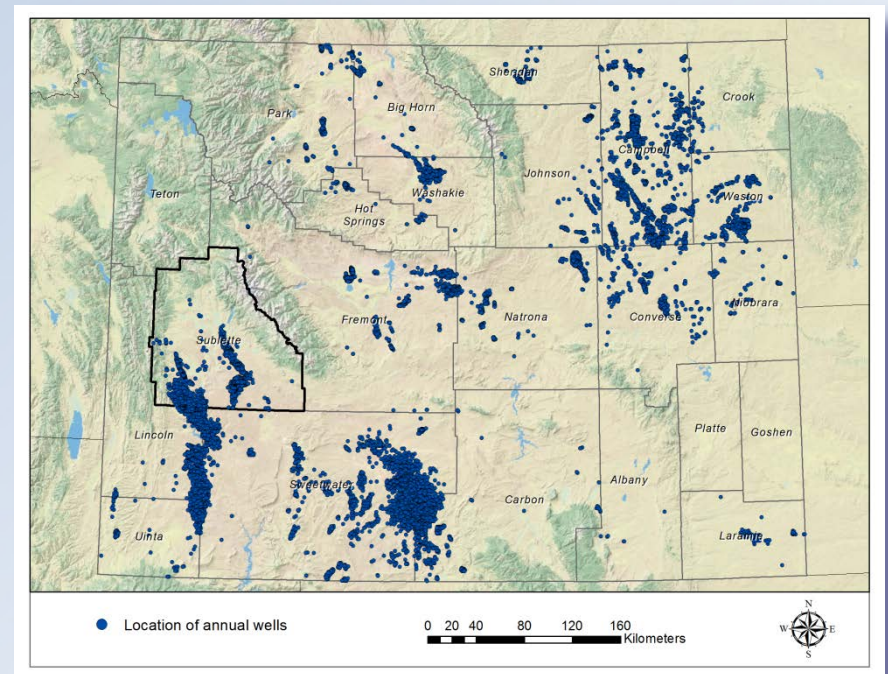 Sheridan
Crook
Park
Big Horn
Campbell
Johnson
Teton
Washakie
Weston
Hot
Springs
Fremont
Natrona
Converse
Niobrara
Sublette
Lincoln
Platte
Goshen
Sweetwater
Carbon
Albany
Uinta
Laramie
Location of annual wells
0 20 40 80 120 160
Kilometers
N
W E
S